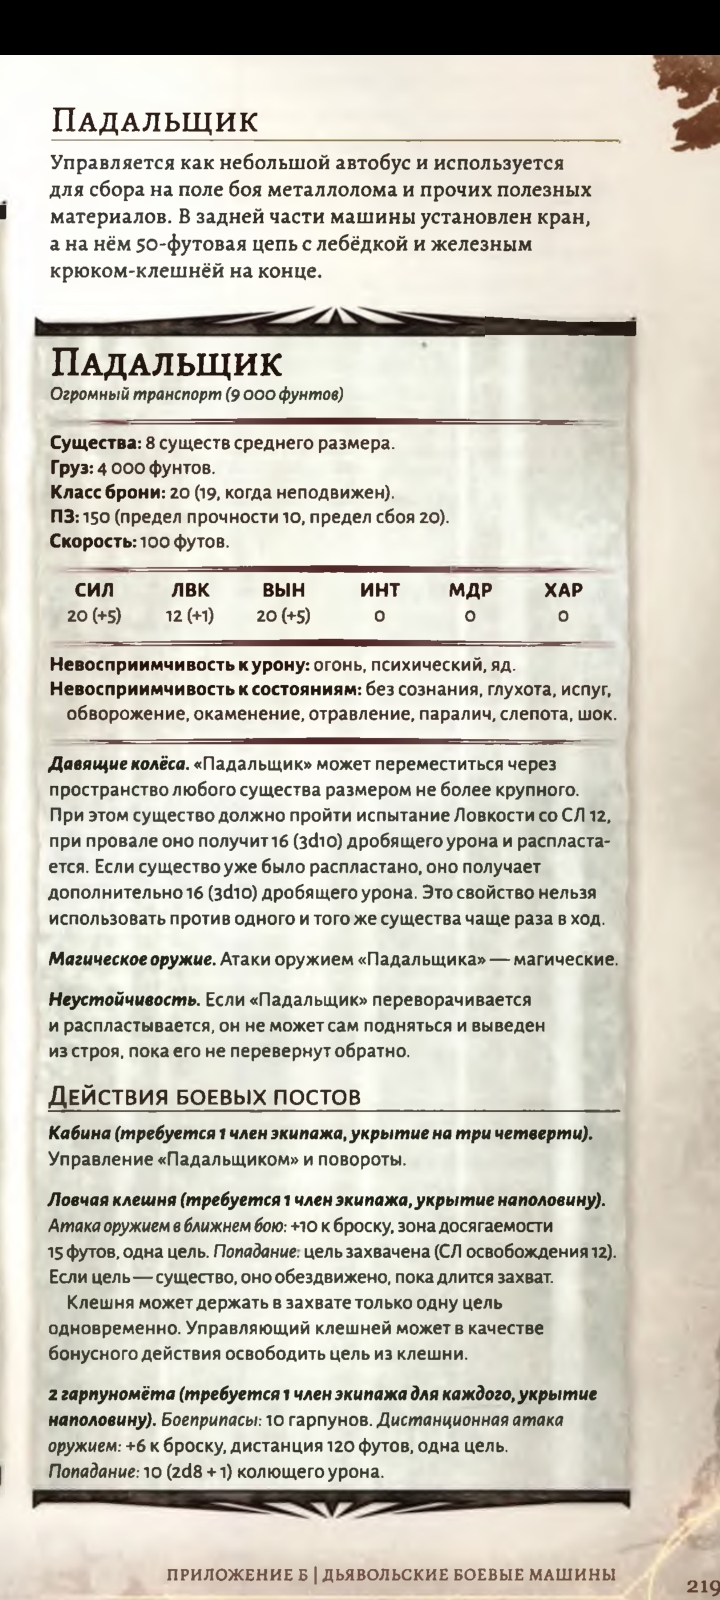 Падальщик
Управляется как небольшой автобус и используется
для сбора на поле боя металлолома и прочих полезных
материалов. В задней части машины установлен кран,
а на нём 50-футовая цепь с лебёдкой и железным
крюком-клешнёй на конце.
Падальщик
Огромный транспорт (9 000 фунтов)
Существа: 8 существ среднего размера.
Груз: 4 000 фунтов.
Класс брони: 20 (19, когда неподвижен).
ПЗ: 150 (предел прочности 10, предел сбоя 20).
Скорость: 100 футов.
СИЛ ЛВК ВЫН ИНТ МДР ХАР
20 (+5) 12 (+1) 20 (+5) 0 0 0
Невосприимчивость к урону: огонь, психический, яд.
Невосприимчивость к состояниям: без сознания, глухота, испуг,
обворожение, окаменение, отравление, паралич, слепота, шок.
Давящие колёса. «Падальщик» может переместиться через
пространство любого существа размером не более крупного.
При этом существо должно пройти испытание Ловкости со СЛ 12,
при провале оно получит 16 (3d10) дробящего урона и распласта-
ется. Если существо уже было распластано, оно получает
дополнительно 16 (3d10) дробящего урона. Это свойство нельзя
использовать против одного и того же существа чаще раза в ход.
Магическое оружие. Атаки оружием «Падальщика» — магические.
Неустойчивость. Если «Падальщик» переворачивается
и распластывается, он не может сам подняться и выведен
из строя, пока его не перевернут обратно.
Действия боевых постов
Кабина (требуется 1 член экипажа, укрытие на три четверти).
Управление «Падальщиком» и повороты.
Ловчая клешня (требуется 1 член экипажа, укрытие наполовину).
Атака оружием в ближнем бою: +10 к броску, зона досягаемости
15 футов, одна цель. Попадание: цель захвачена (СЛ освобождения 12).
Если цель — существо, оно обездвижено, пока длится захват.
Клешня может держать в захвате только одну цель
одновременно. Управляющий клешней может в качестве
бонусного действия освободить цель из клешни.
2 гарпуномёта (требуется 1 член экипажа для каждого, укрытие
наполовину). Боеприпасы: 10 гарпунов. Дистанционная атака
оружием: +6 к броску, дистанция 120 футов, одна цель.
Попадание: 10 (2d8 + 1) колющего урона.
ПРИЛОЖЕНИЕ Б | ДЬЯВОЛЬСКИЕ БОЕВЫЕ МАШИНЫ
219